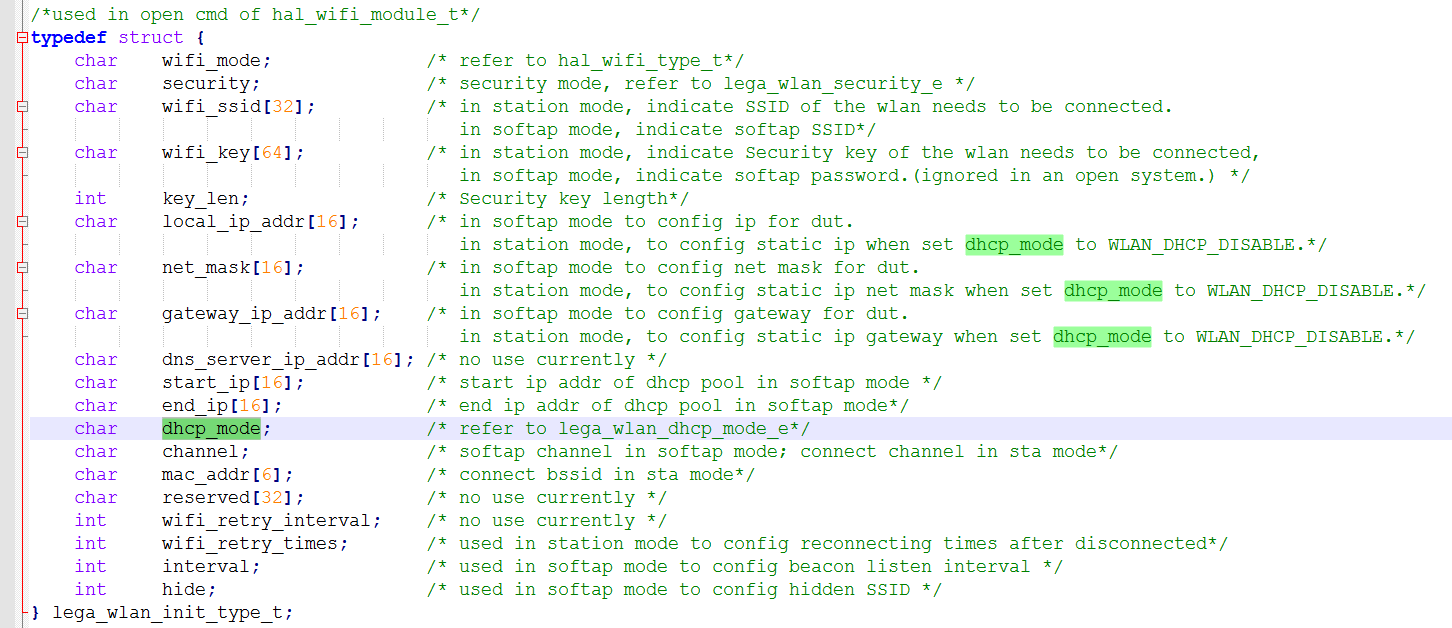 /*used in open cmd of hal_wifi_module_t*/
typedef struct {
char wifi_mode; /* refer to hal_wifi_type_t*/
char security; /* security mode, refer to lega_wlan_security_e */
char wifi_ssid[32]; /* in station mode, indicate SSID of the wlan needs to be connected.
in softap mode, indicate softap SSID*/
char wifi_key[64]; /* in station mode, indicate Security key of the wlan needs to be connected,
in softap mode, indicate softap password.(ignored in an open system.) */
int key_len; /* Security key length*/
char local_ip_addr[16]; /* in softap mode to config ip for dut.
in station mode, to config static ip when set dhcp_mode to WLAN_DHCP_DISABLE.*/
char net_mask[16]; /* in softap mode to config net mask for dut.
in station mode, to config static ip net mask when set dhcp_mode to WLAN_DHCP_DISABLE.*/
char gateway_ip_addr[16]; /* in softap mode to config gateway for dut.
in station mode, to config static ip gateway when set dhcp_mode to WLAN_DHCP_DISABLE.*/
char dns_server_ip_addr[16]; /* no use currently */
char start_ip[16]; /* start ip addr of dhcp pool in softap mode */
char end_ip[16]; /* end ip addr of dhcp pool in softap mode*/
char dhcp_mode; /* refer to lega_wlan_dhcp_mode_e*/
char channel; /* softap channel in softap mode; connect channel in sta mode*/
char mac_addr[6]; /* connect bssid in sta mode*/
char reserved[32]; /* no use currently */
int wifi_retry_interval; /* no use currently */
int wifi_retry_times; /* used in station mode to config reconnecting times after disconnected*/
int interval; /* used in softap mode to config beacon listen interval */
int hide; /* used in softap mode to config hidden SSID */
} lega_wlan_init_type_t;